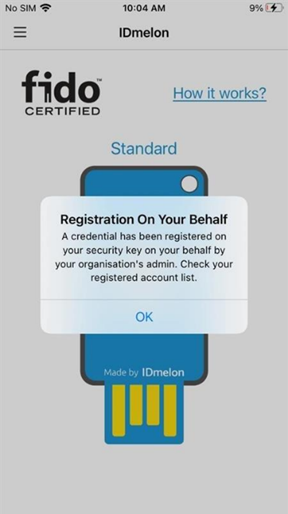 No SIM 10:04 AM 9%
IDmelon
fido™
CERTIFIED
How it works?
Standard
Registration On Your Behalf
A credential has been registered on
your security key on your behalf by
your organisation's admin. Check your
registered account list.
OK
Made by IDmelon